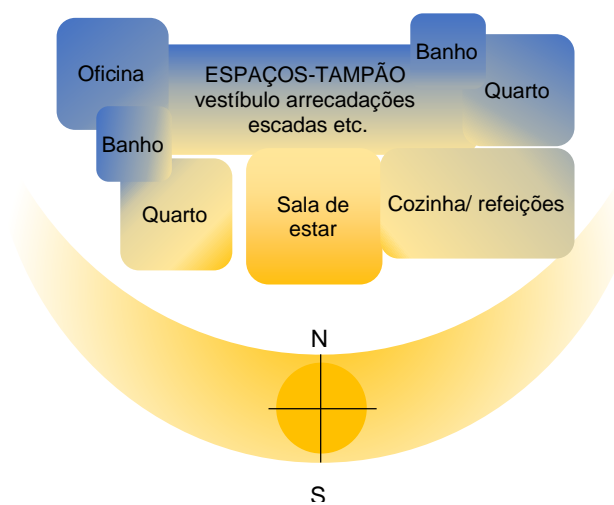 Banho
Oficina
ESPAÇOS-TAMPÃO
vestíbulo arrecadações
escadas etc.
Quarto
Banho
Quarto
Sala de
estar
Cozinha/ refeições
N
S